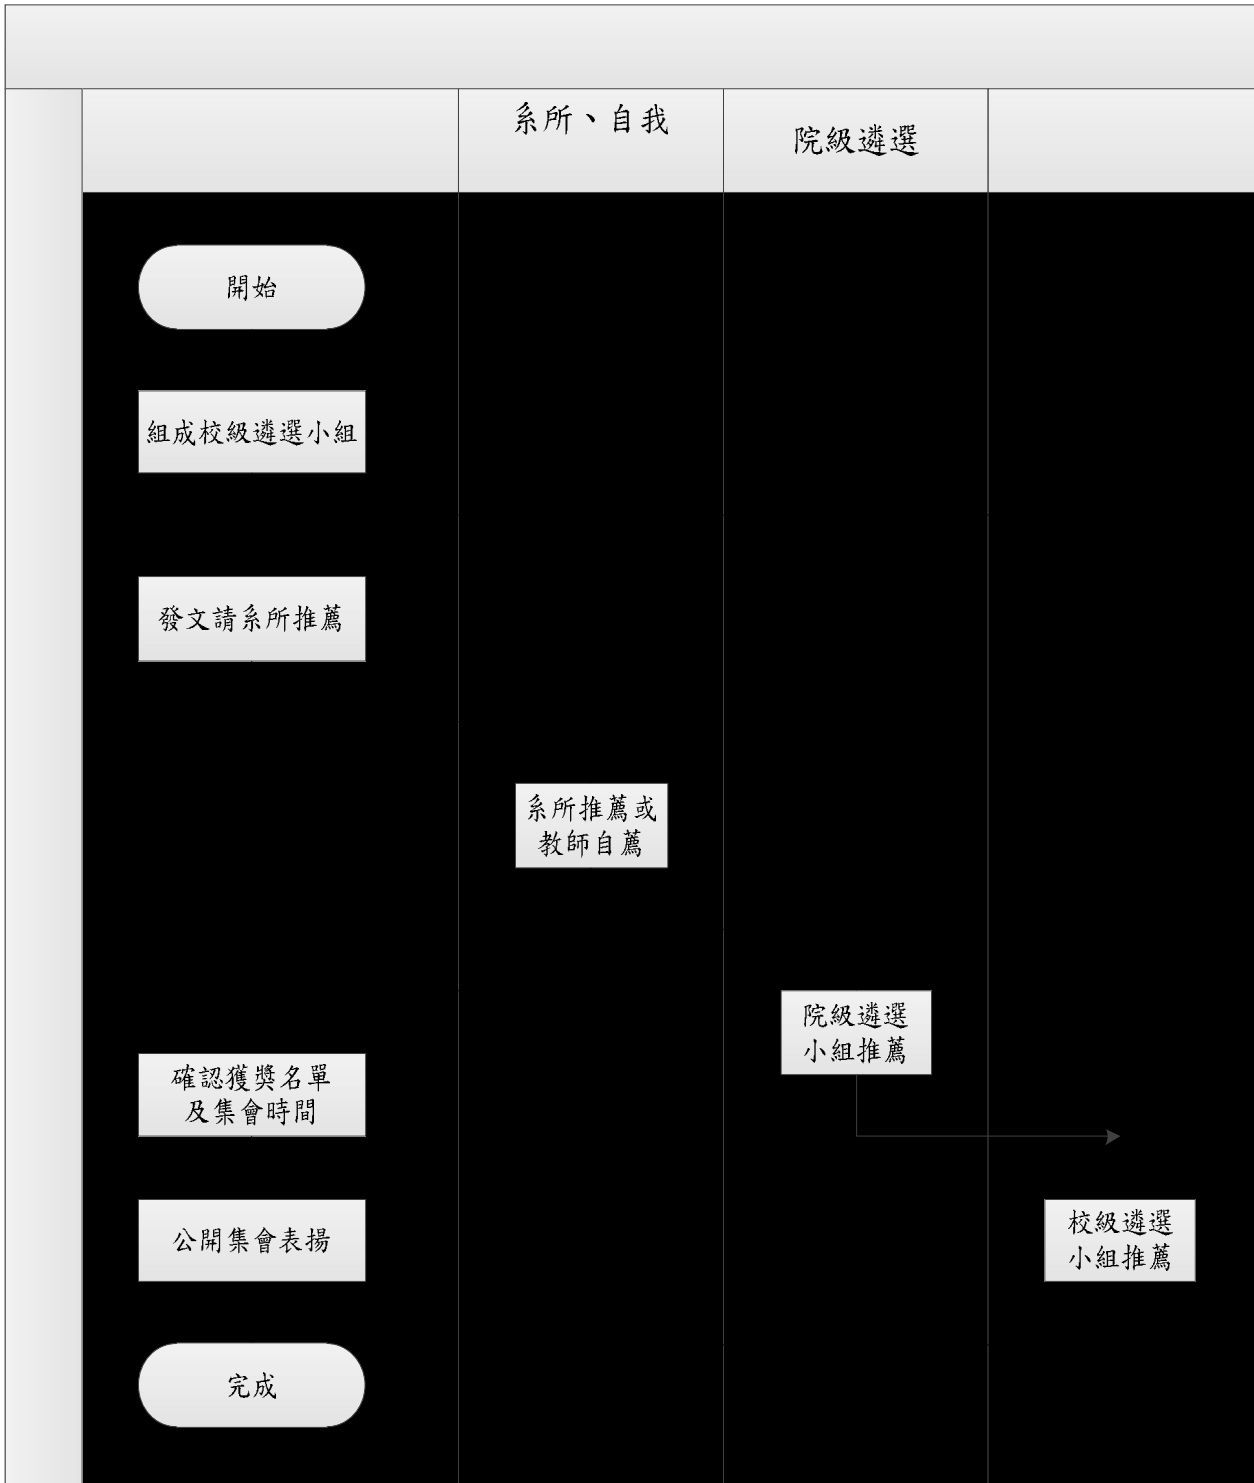 系所、自我
院級遴選
開始
組成校級遴選小組
發文請系所推薦
系所推薦或
教師自薦
院級遴選
小組推薦
確認獲獎名單
及集會時間
公開集會表揚
校級遴選
小組推薦
完成